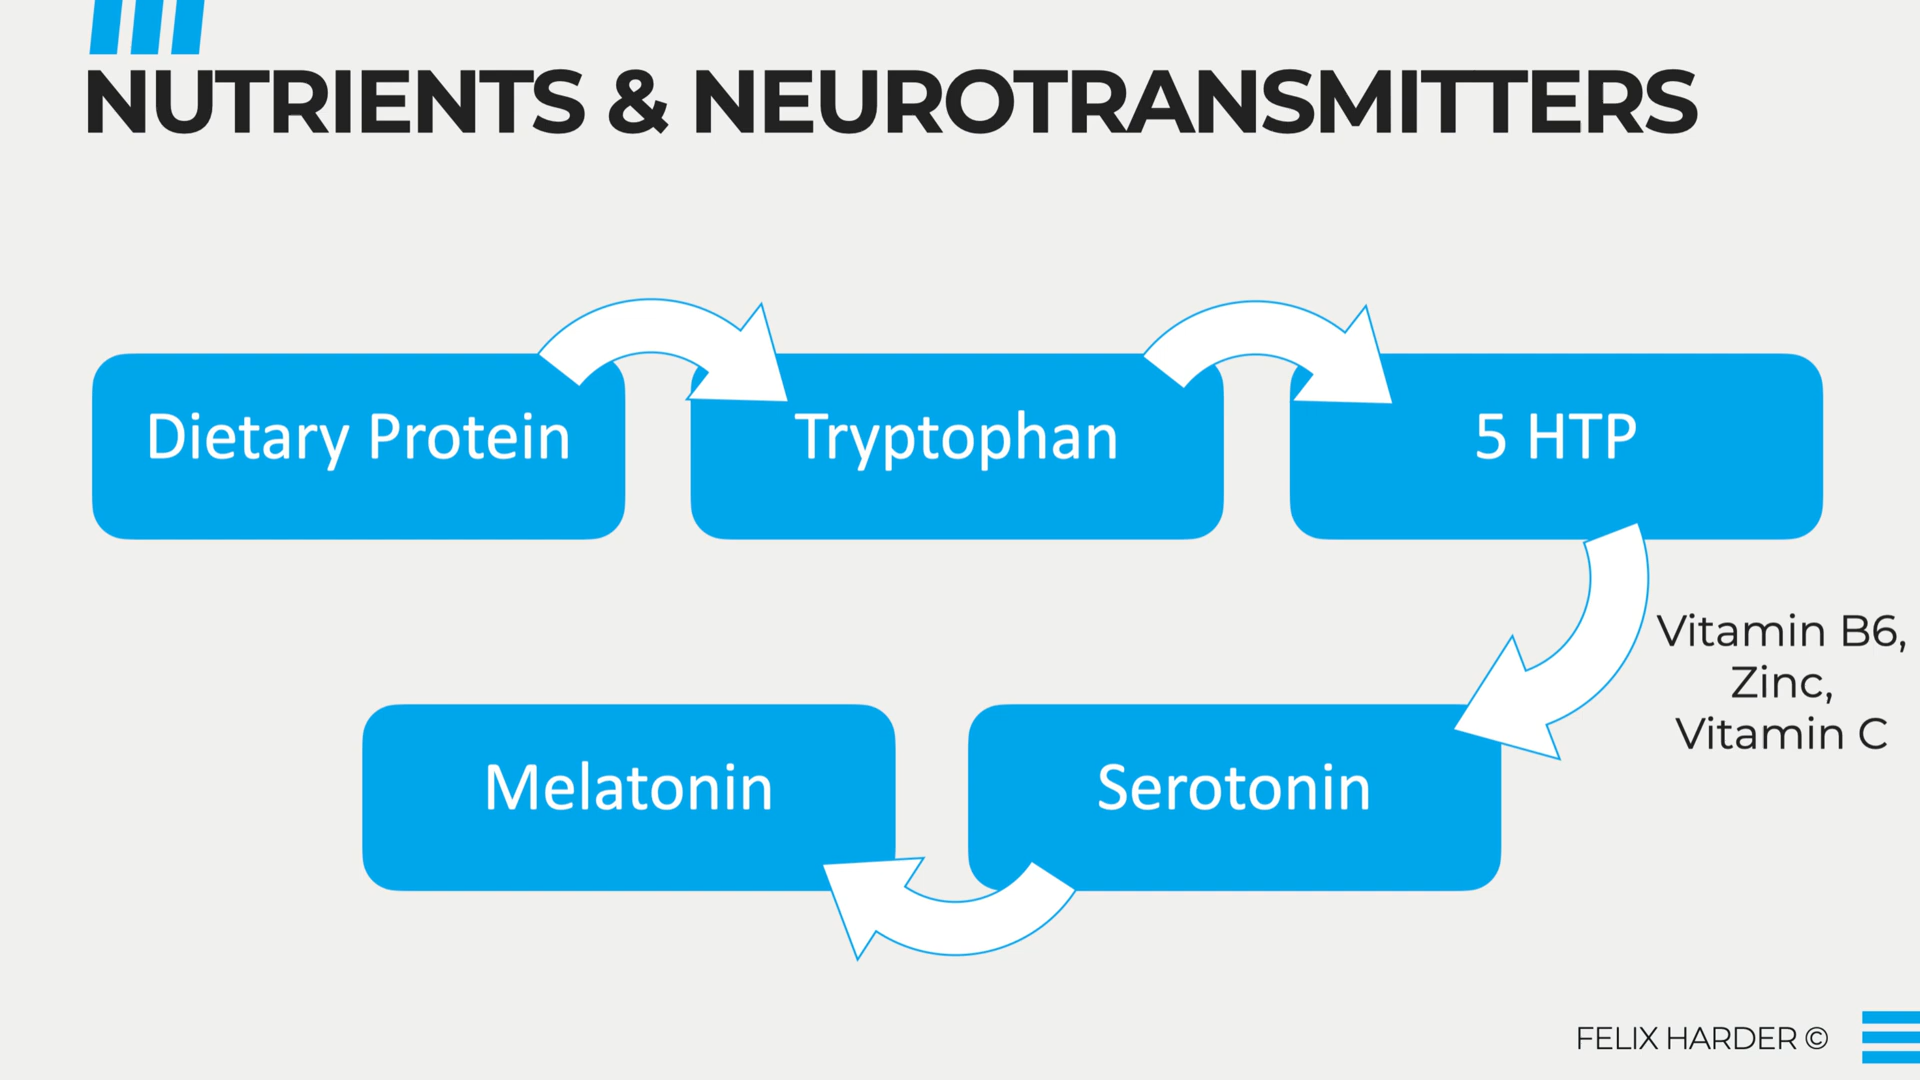 NUTRIENTS & NEUROTRANSMITTERS
Dietary Protein
Tryptophan
5 HTP
Vitamin B6,
Zinc,
Vitamin C
Serotonin
Melatonin
FELIX HARDER ©